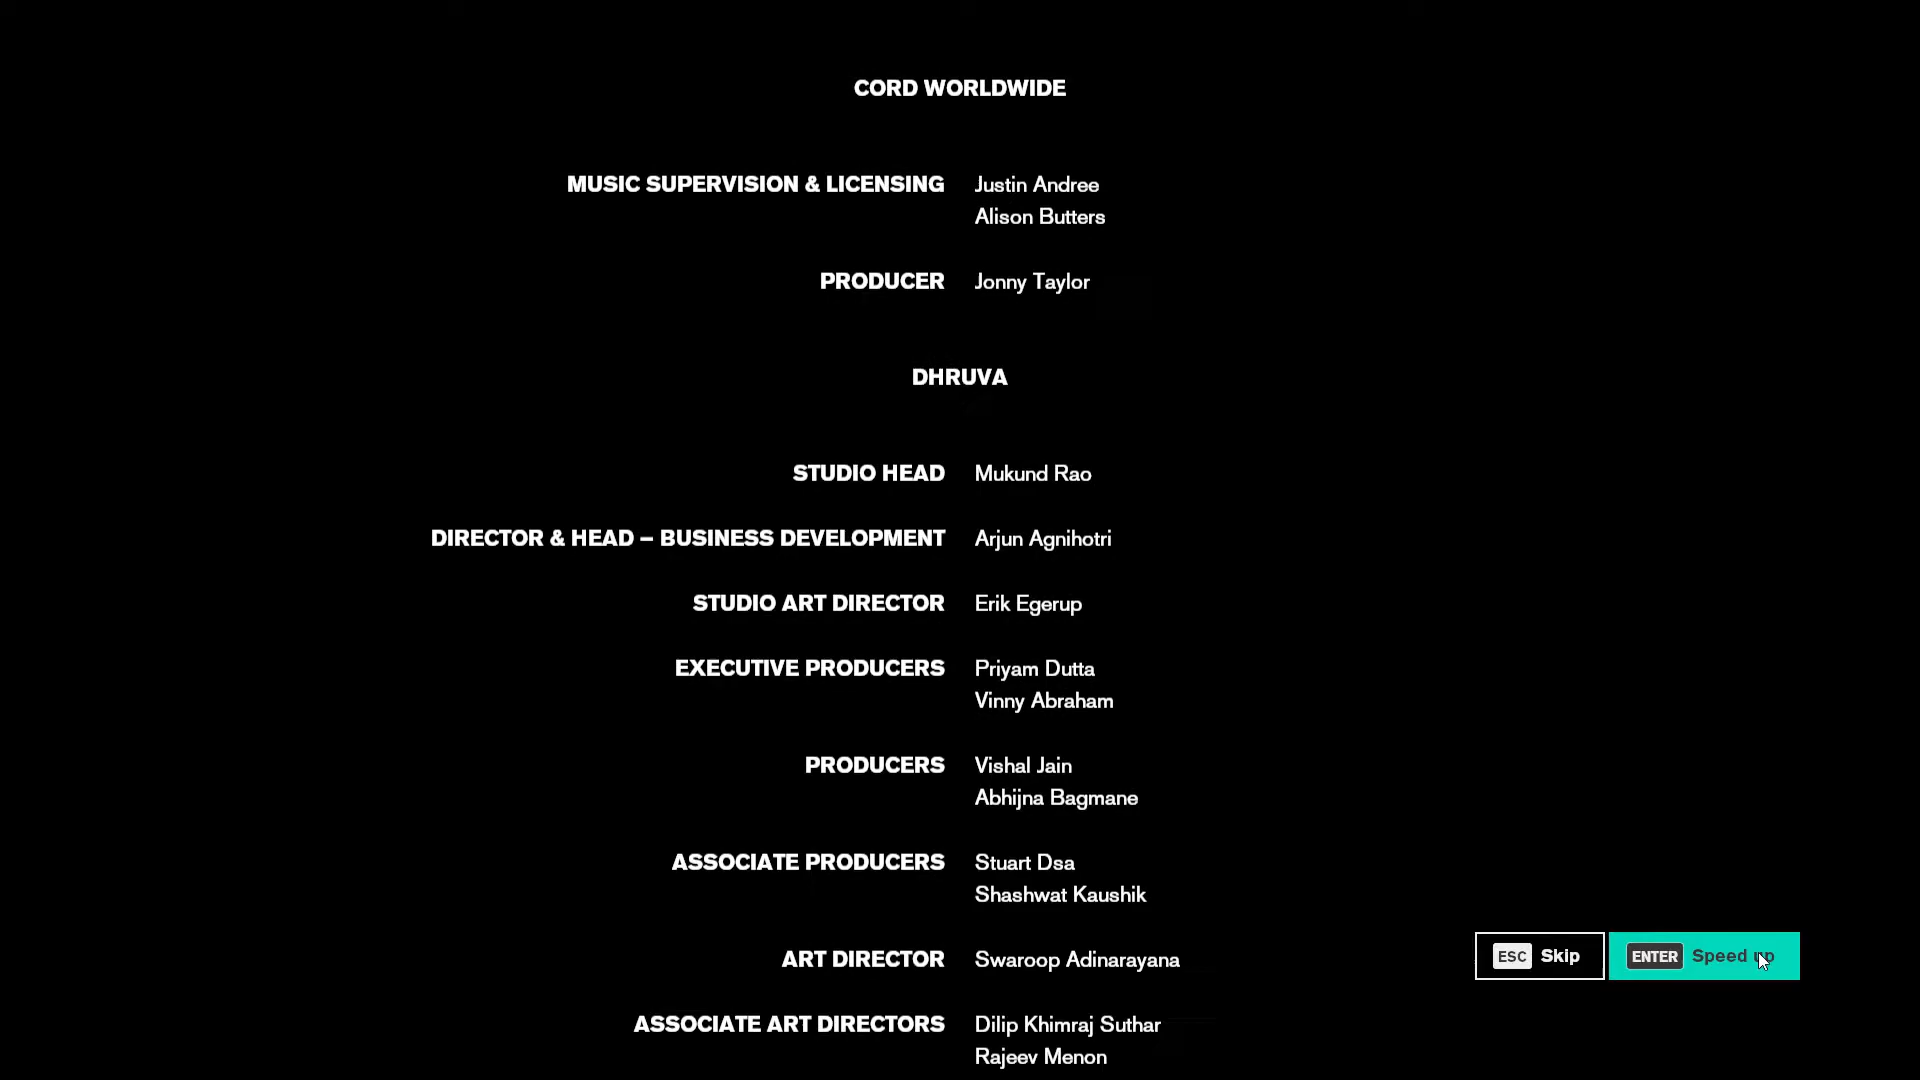 CORD WORLDWIDE
MUSIC SUPERVISION & LICENSING Justin Andree
Alison Butters
PRODUCER Jonny Taylor
DHRUVA
STUDIO HEAD Mukund Rao
DIRECTOR & HEAD – BUSINESS DEVELOPMENT Arjun Agnihotri
STUDIO ART DIRECTOR Erik Egerup
EXECUTIVE PRODUCERS Priyam Dutta
Vinny Abraham
PRODUCERS Vishal Jain
Abhijna Bagmane
ASSOCIATE PRODUCERS Stuart Dsa
Shashwat Kaushik
ART DIRECTOR Swaroop Adinarayana
ESC Skip ENTER Speed up
ASSOCIATE ART DIRECTORS Dilip Khimraj Suthar
Rajeev Menon